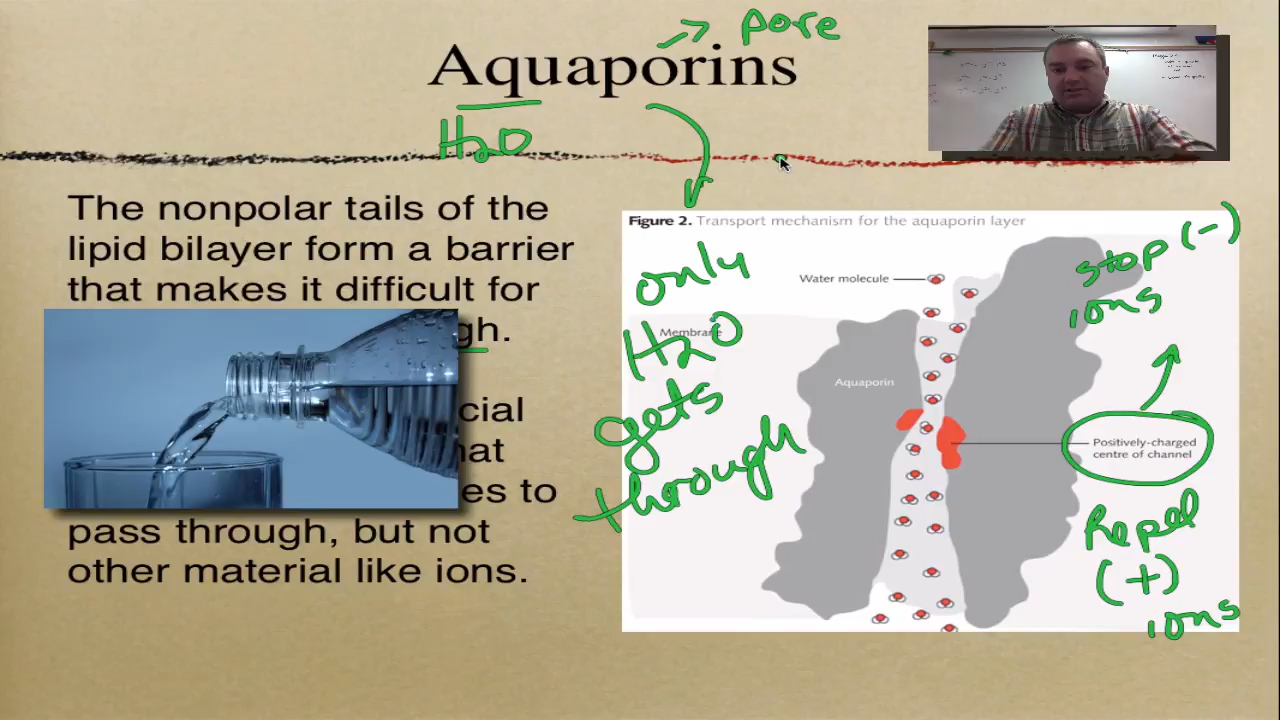 pore
Aquaporins
H2O
The nonpolar tails of the
lipid bilayer form a barrier
that makes it difficult for
gh.
cial
hat
es to
pass through, but not
other material like ions.
Figure 2. Transport mechanism for the aquaporin layer
only
H2O
gets
through
Water molecule
Membrane
Aquaporin
stop (-)
ions
Positively-charged
centre of channel
Repel
(+)
ions